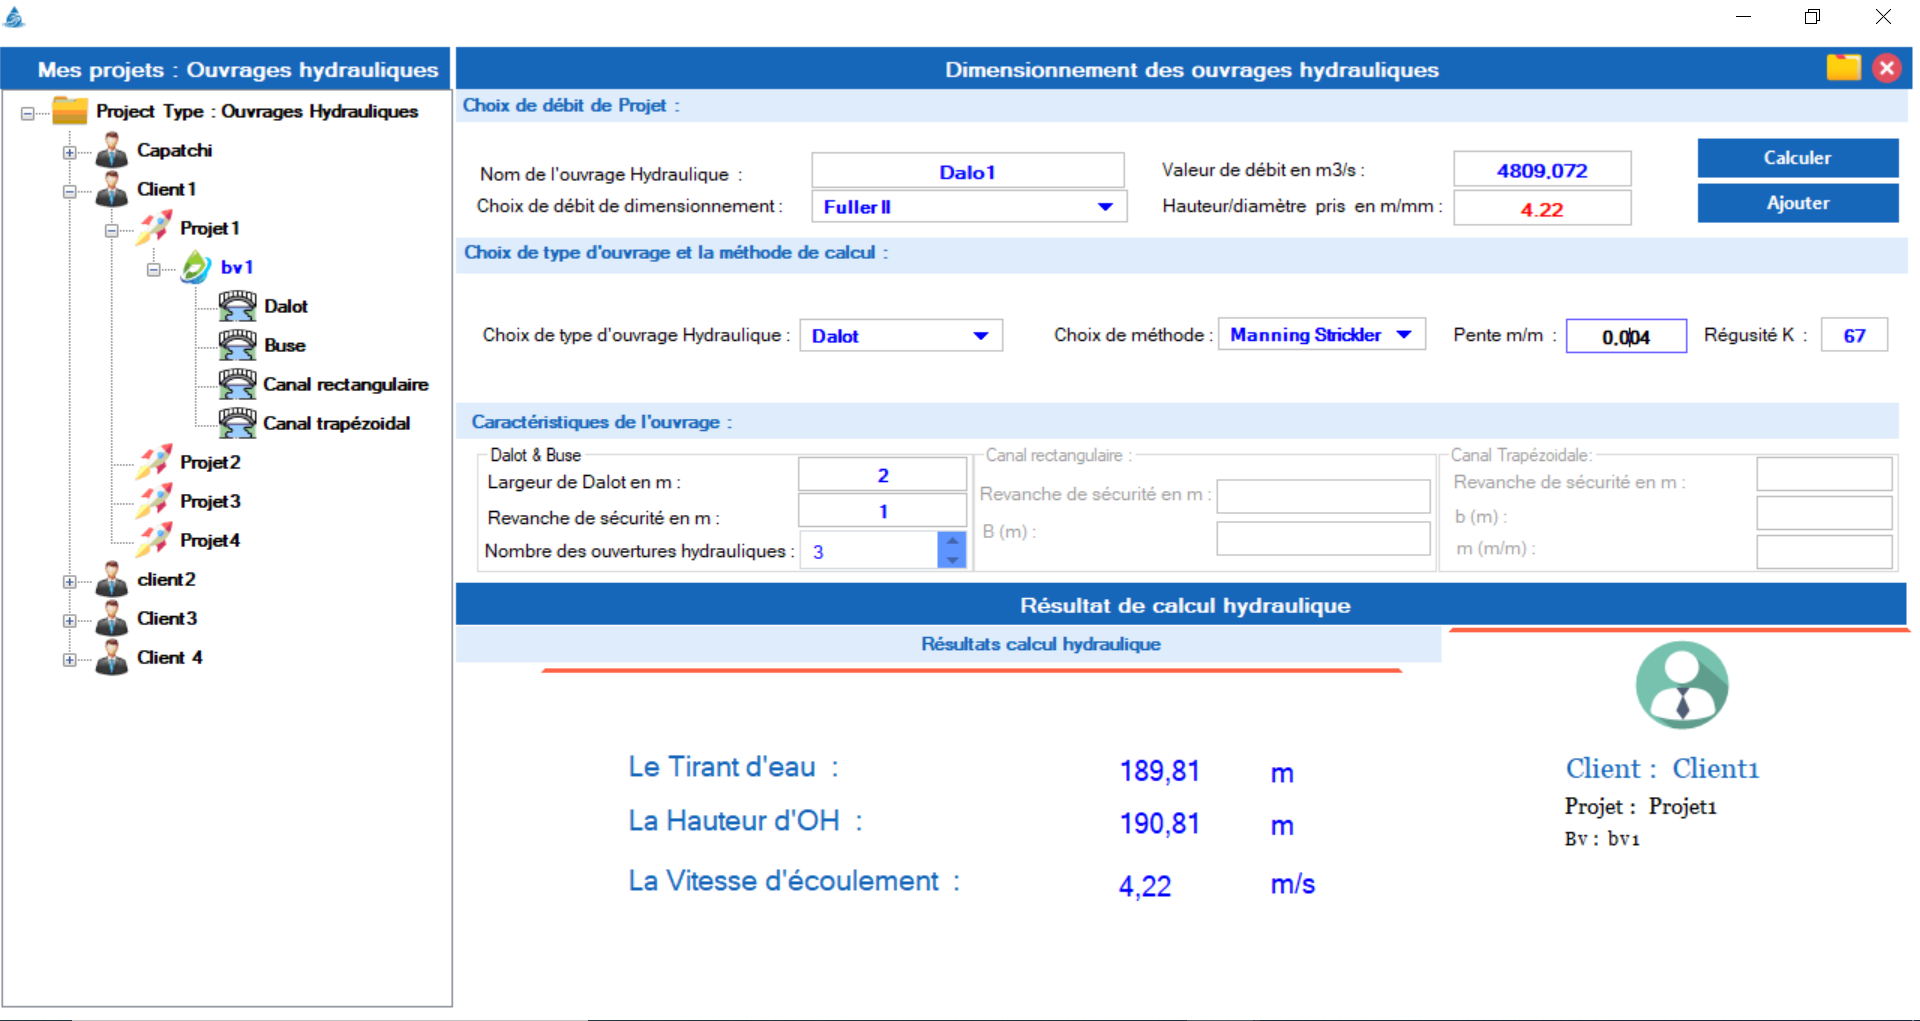 Mes projets : Ouvrages hydrauliques
Project Type : Ouvrages Hydrauliques
Capatchi
Client1
Projet1
bv1
Dalot
Buse
Canal rectangulaire
Canal trapézoidal
Projet2
Projet3
Projet4
client2
Client3
Client 4
Dimensionnement des ouvrages hydrauliques
Choix de débit de Projet :
Nom de l'ouvrage Hydraulique : Dalo1
Valeur de débit en m3/s : 4809.072
Calculer
Choix de débit de dimensionnement : Fuller II
Hauteur/diamètre pris en m/mm : 4.22
Ajouter
Choix de type d'ouvrage et la méthode de calcul :
Choix de type d'ouvrage Hydraulique : Dalot
Choix de méthode : Manning Strickler
Pente m/m : 0.004
Régusité K : 67
Caractéristiques de l'ouvrage :
Dalot & Buse
Largeur de Dalot en m : 2
Revanche de sécurité en m : 1
Nombre des ouvertures hydrauliques : 3
Canal rectangulaire :
Revanche de sécurité en m :
B (m) :
Canal Trapézoidale:
Revanche de sécurité en m :
b (m) :
m (m/m) :
Résultat de calcul hydraulique
Résultats calcul hydraulique
Le Tirant d'eau : 189,81 m
La Hauteur d'OH : 190,81 m
La Vitesse d'écoulement : 4,22 m/s
Client : Client1
Projet : Projet1
Bv : bv1